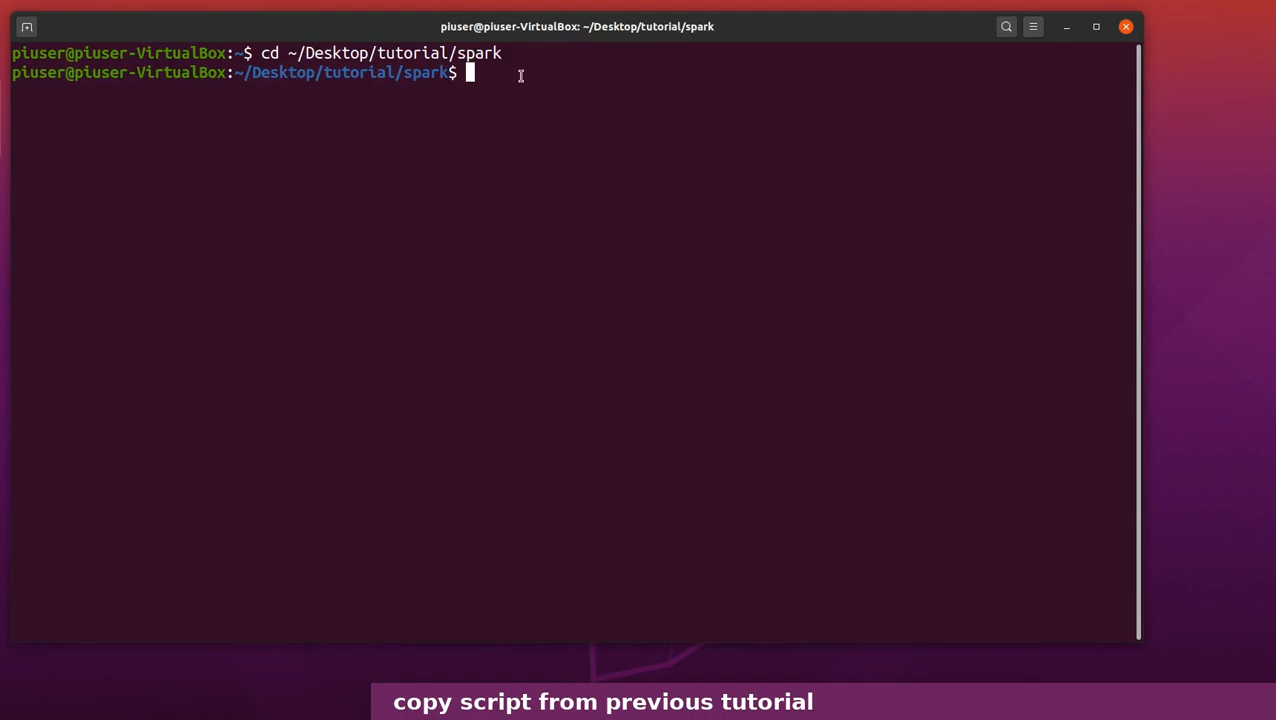 piuser@piuser-VirtualBox: ~/Desktop/tutorial/spark
piuser@piuser-VirtualBox:~$ cd ~/Desktop/tutorial/spark
piuser@piuser-VirtualBox:~/Desktop/tutorial/spark$
copy script from previous tutorial